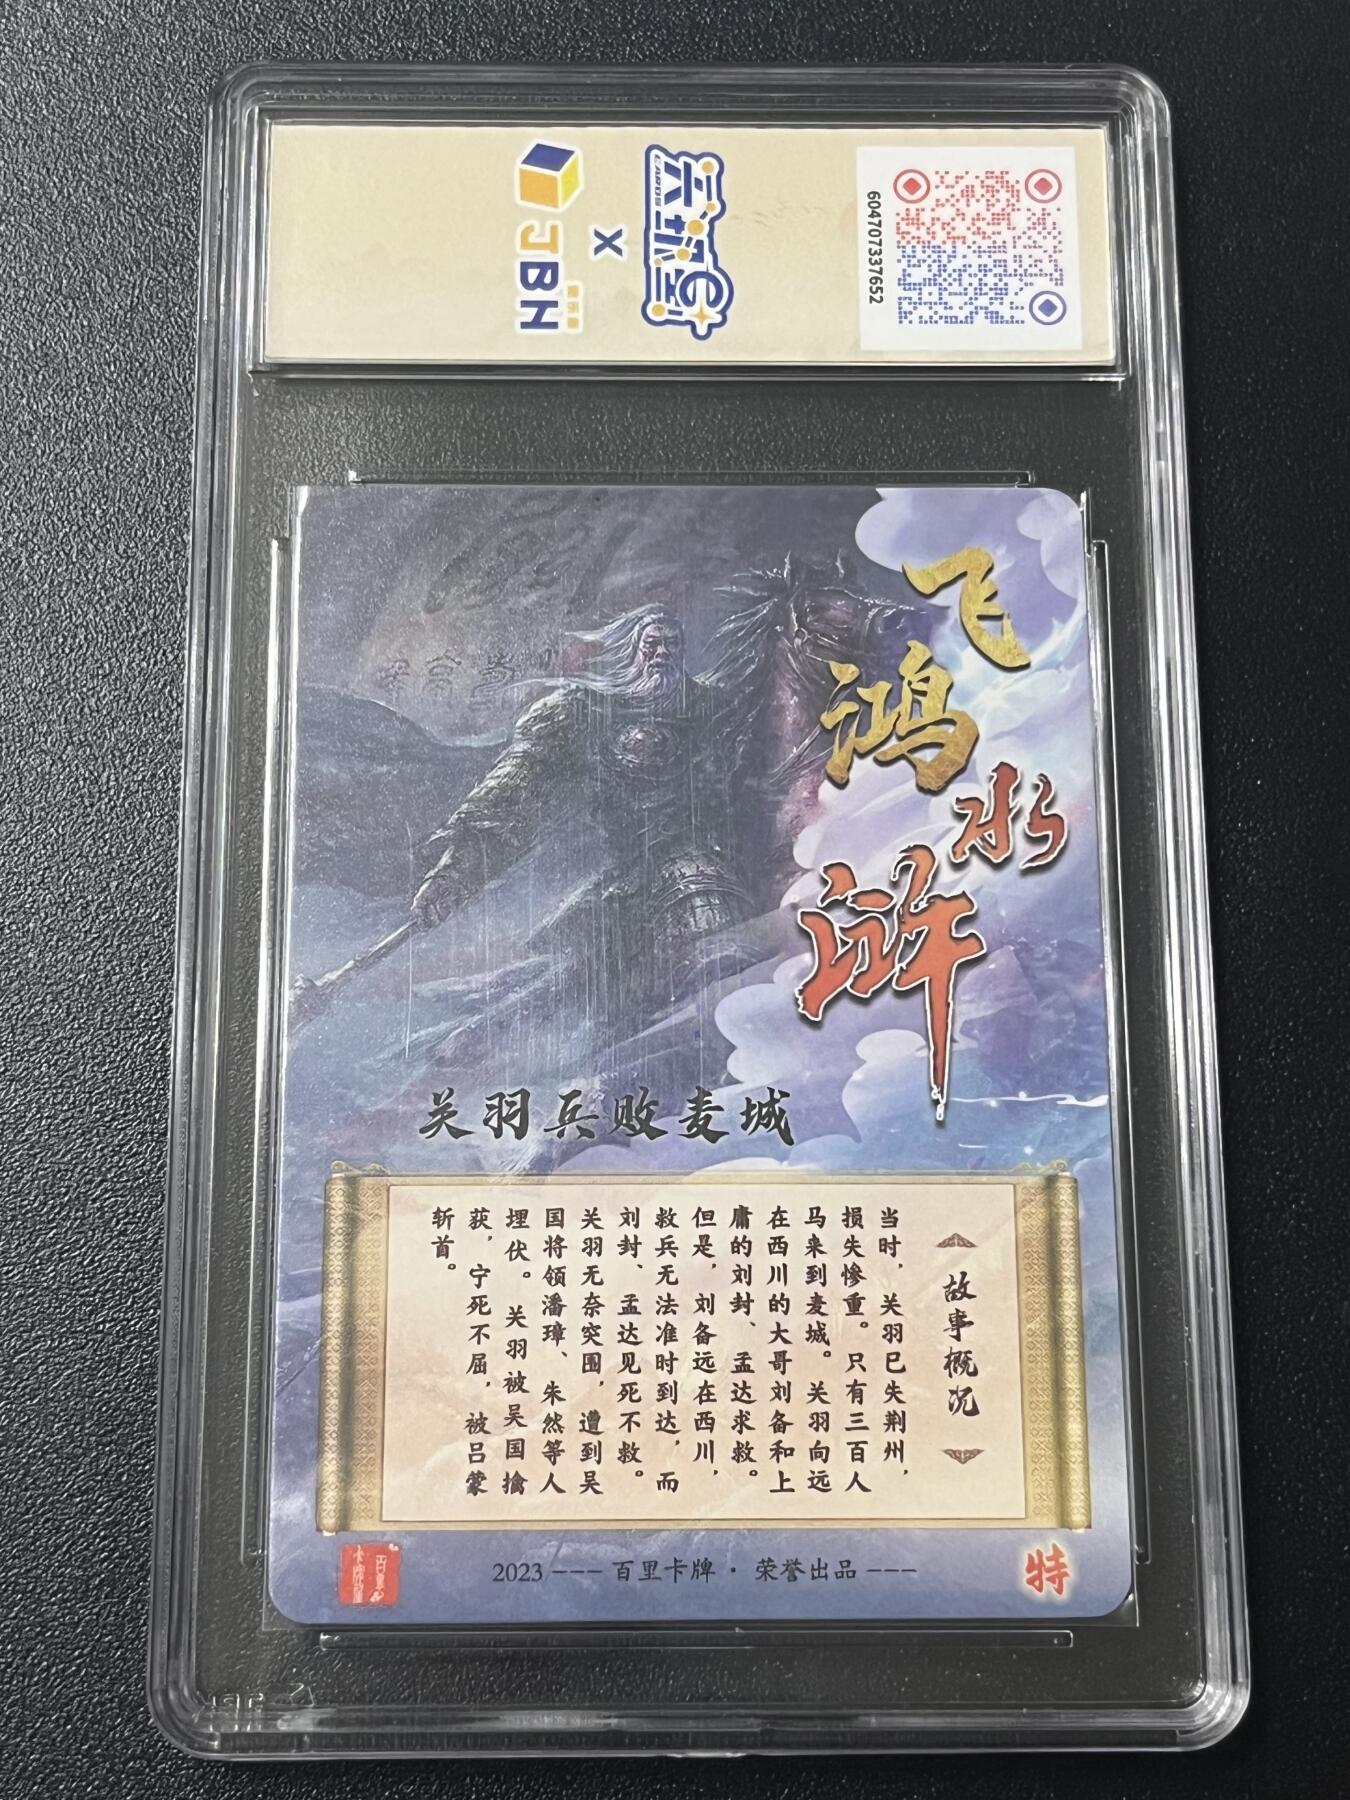 604707337652
六扒堂
CARDS
X
JBH
飞鸿
水浒
关羽兵败麦城
故事概况
当时，关羽已失荆州，
损失惨重。只有三百人
马来到麦城。关羽向远
在西川的大哥刘备和上
庸的刘封、孟达求救。
但是，刘备远在西川，
救兵无法准时到达，而
刘封、孟达见死不救。
关羽无奈突围，遭到吴
国将领潘璋、朱然等人
埋伏。关羽被吴国擒
获，宁死不屈，被吕蒙
斩首。
2023 --- 百里卡牌 · 荣誉出品 ---
特